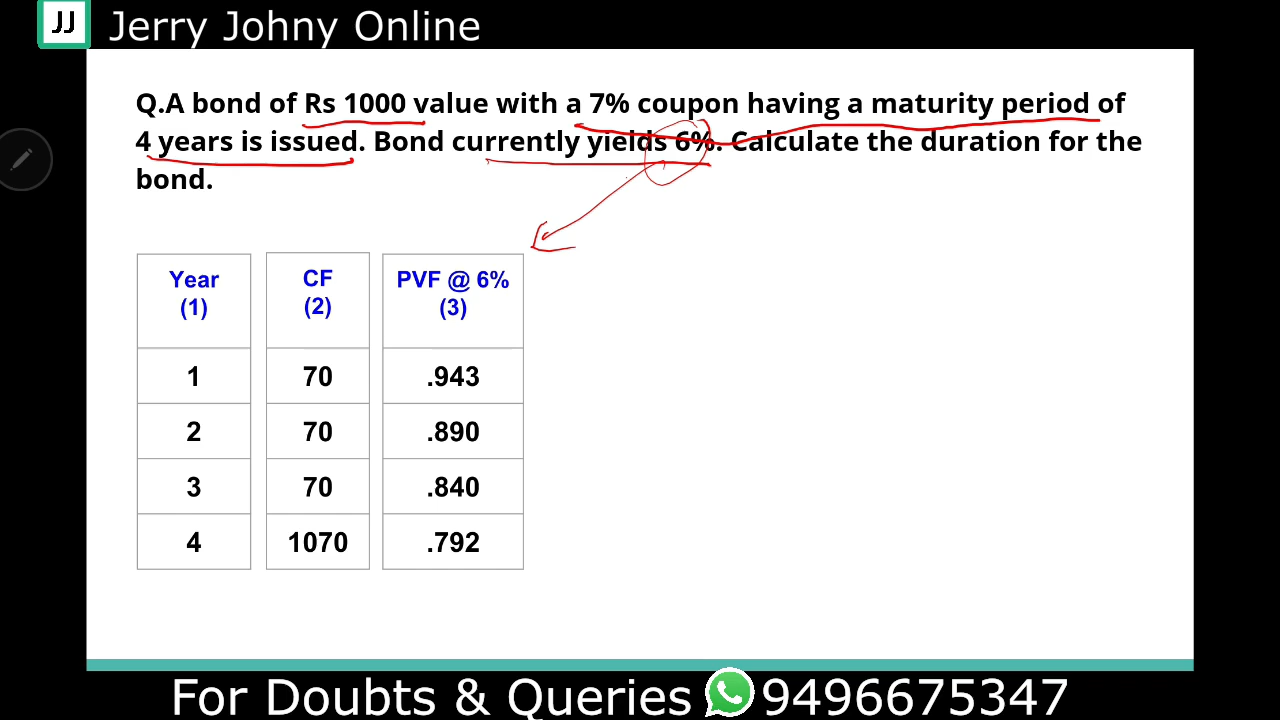 JJ Jerry Johny Online
Q.A bond of Rs 1000 value with a 7% coupon having a maturity period of
4 years is issued. Bond currently yields 6%. Calculate the duration for the
bond.
Year CF PVF @ 6%
(1) (2) (3)
1 70 .943
2 70 .890
3 70 .840
4 1070 .792
For Doubts & Queries 9496675347